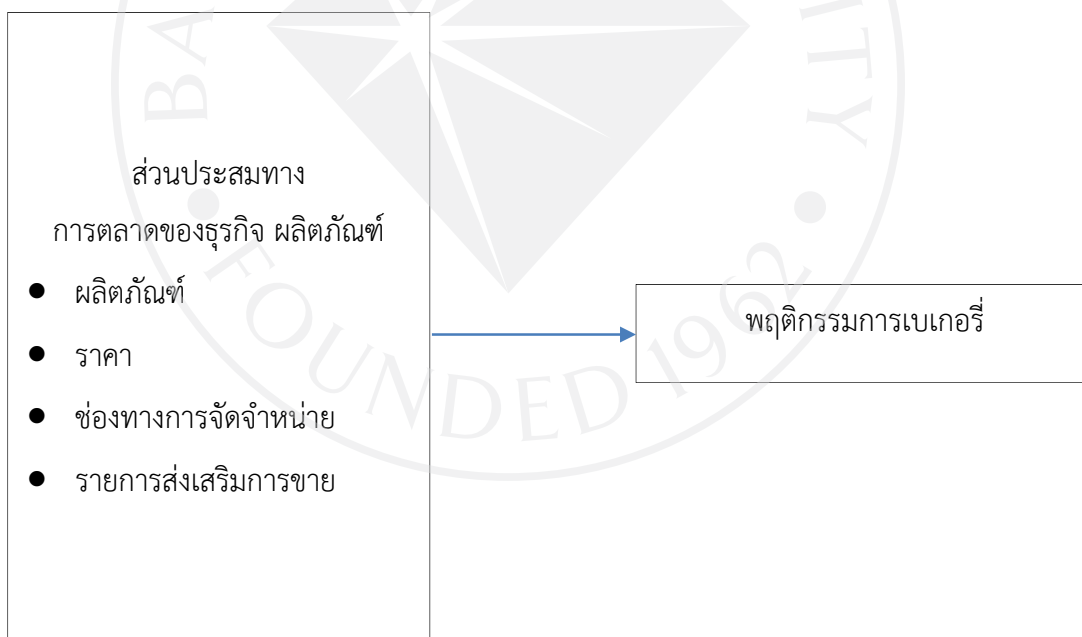 ส่วนประสมทาง
การตลาดของธุรกิจ ผลิตภัณฑ์
● ผลิตภัณฑ์
● ราคา
● ช่องทางการจัดจำหน่าย
● รายการส่งเสริมการขาย
พฤติกรรมการเบเกอรี่
BA
ITY
• FOUNDED 1962 •